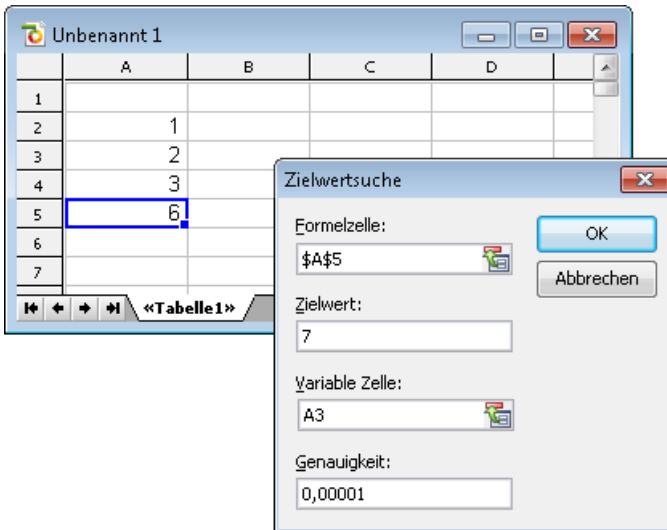 Unbenannt 1
A B C D
1
2 1
3 2
4 3
5 6
6
7
«Tabelle1»
Zielwertsuche
Formelzelle:
$A$5
OK
Abbrechen
Zielwert:
7
Variable Zelle:
A3
Genauigkeit:
0,00001